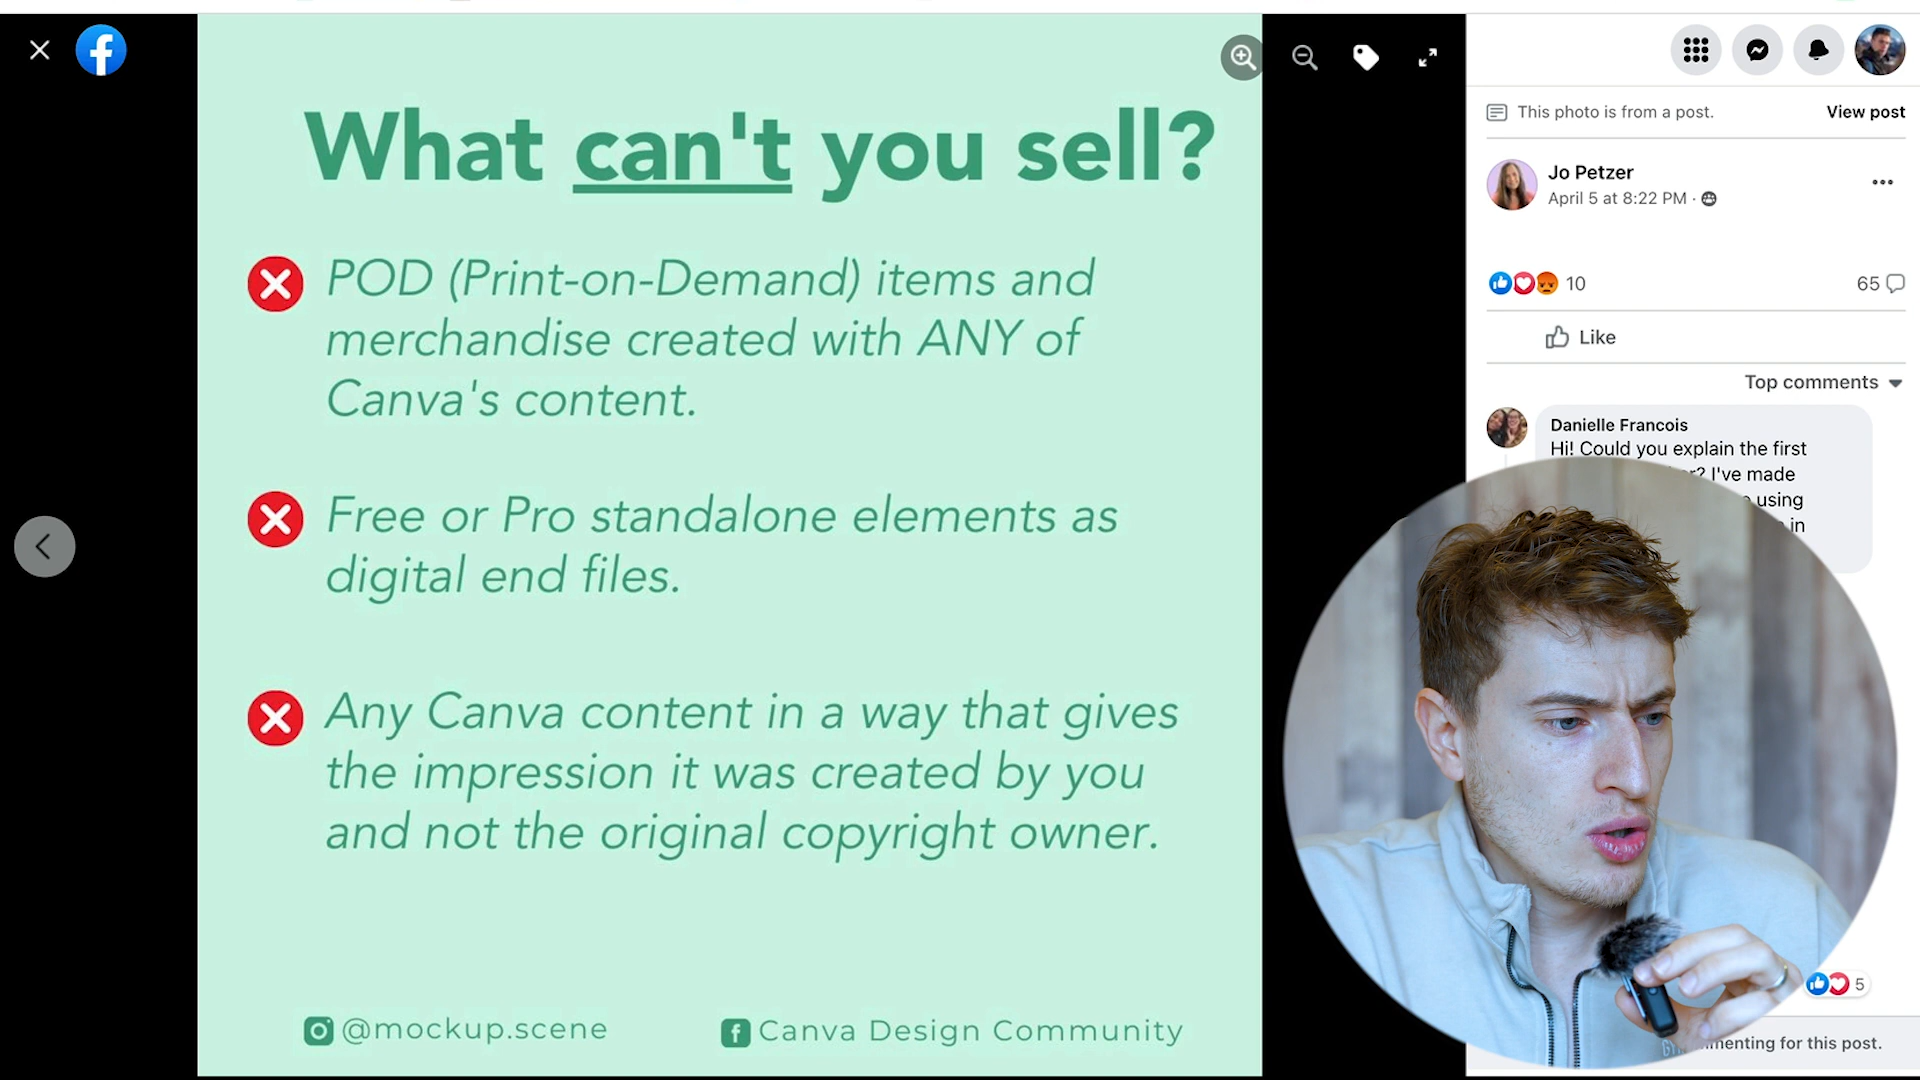 What can't you sell?
POD (Print-on-Demand) items and
merchandise created with ANY of
Canva's content.
Free or Pro standalone elements as
digital end files.
Any Canva content in a way that gives
the impression it was created by you
and not the original copyright owner.
@mockup.scene
Canva Design Community
This photo is from a post.
View post
Jo Petzer
April 5 at 8:22 PM ·
10
65
Like
Top comments
Danielle Francois
Hi! Could you explain the first
I've made
using
in
5
for this post.